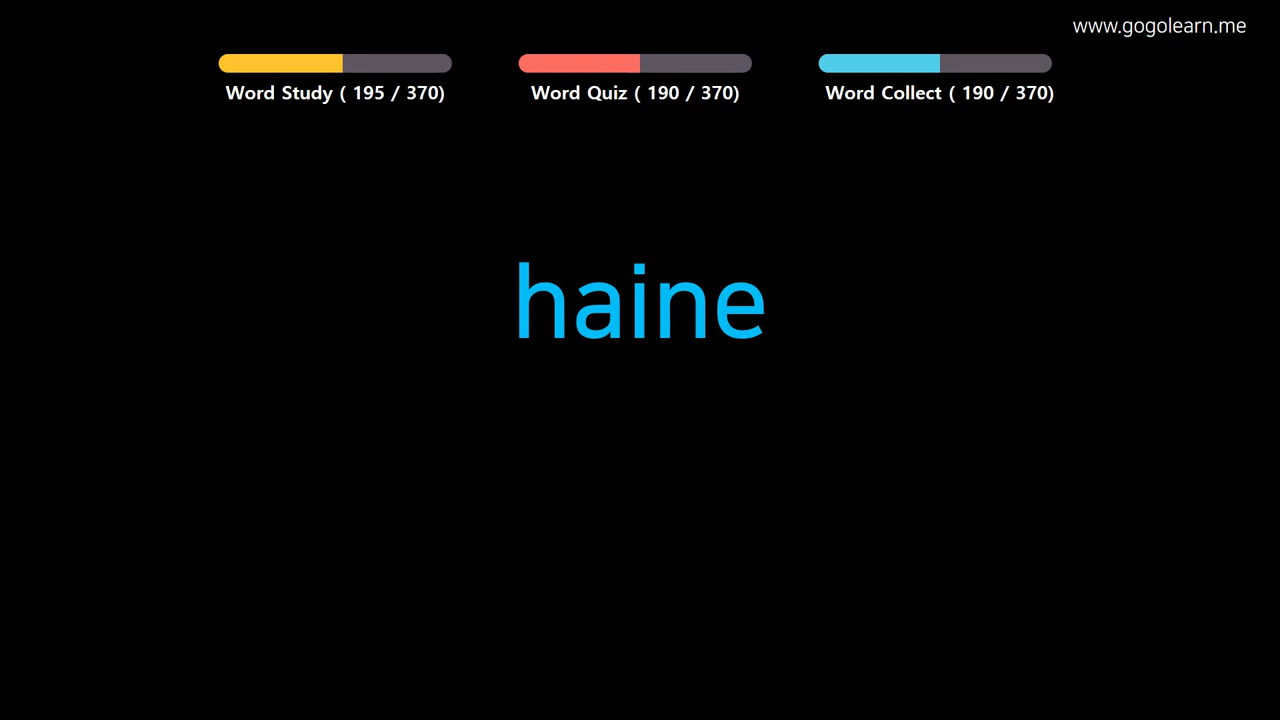 www.gogolearn.me
Word Study ( 195 / 370)
Word Quiz ( 190 / 370)
Word Collect ( 190 / 370)
haine